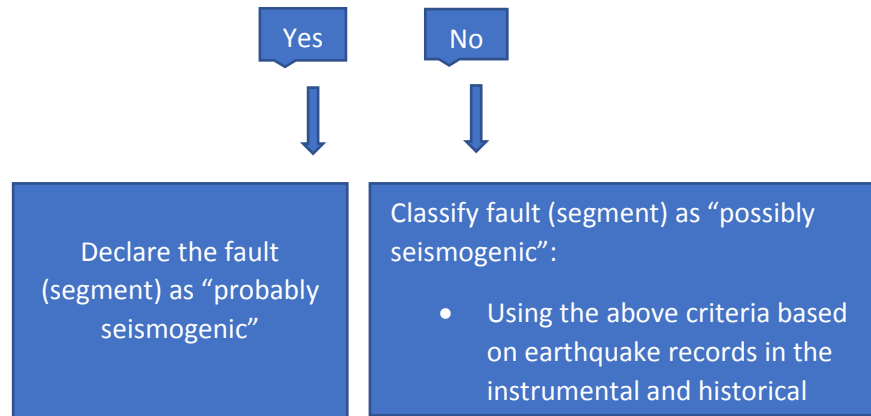 Yes
No
Declare the fault
(segment) as “probably
seismogenic”
Classify fault (segment) as “possibly
seismogenic”:
• Using the above criteria based
on earthquake records in the
instrumental and historical